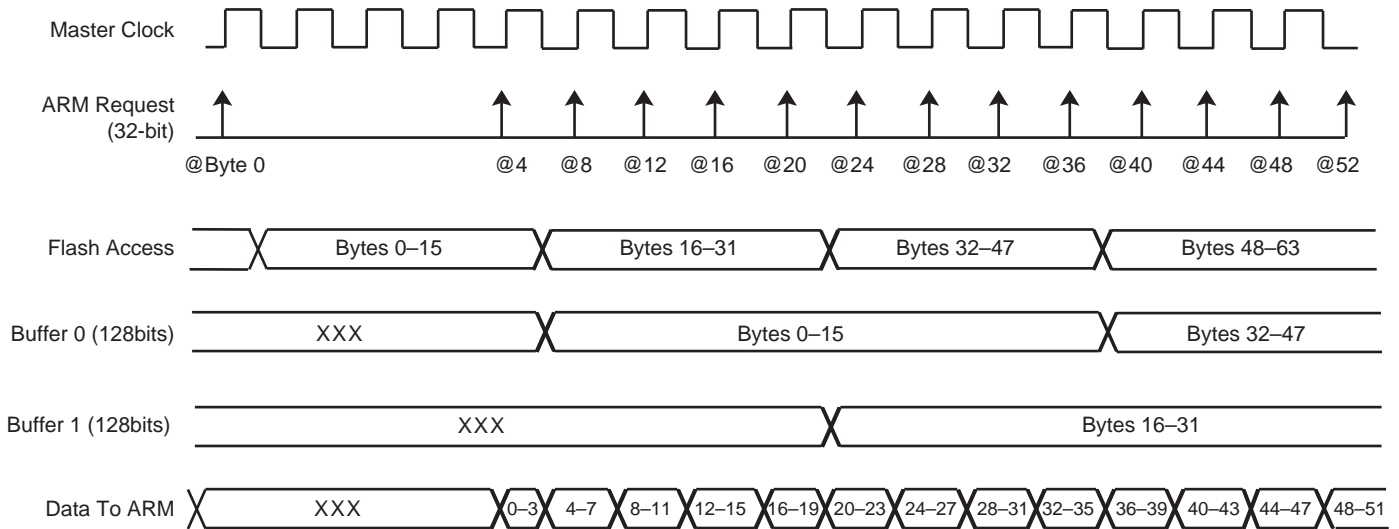 Master Clock
ARM Request
(32-bit)
@Byte 0 @4 @8 @12 @16 @20 @24 @28 @32 @36 @40 @44 @48 @52
Flash Access Bytes 0–15 Bytes 16–31 Bytes 32–47 Bytes 48–63
Buffer 0 (128bits) XXX Bytes 0–15 Bytes 32–47
Buffer 1 (128bits) XXX Bytes 16–31
Data To ARM XXX 0–3 4–7 8–11 12–15 16–19 20–23 24–27 28–31 32–35 36–39 40–43 44–47 48–51